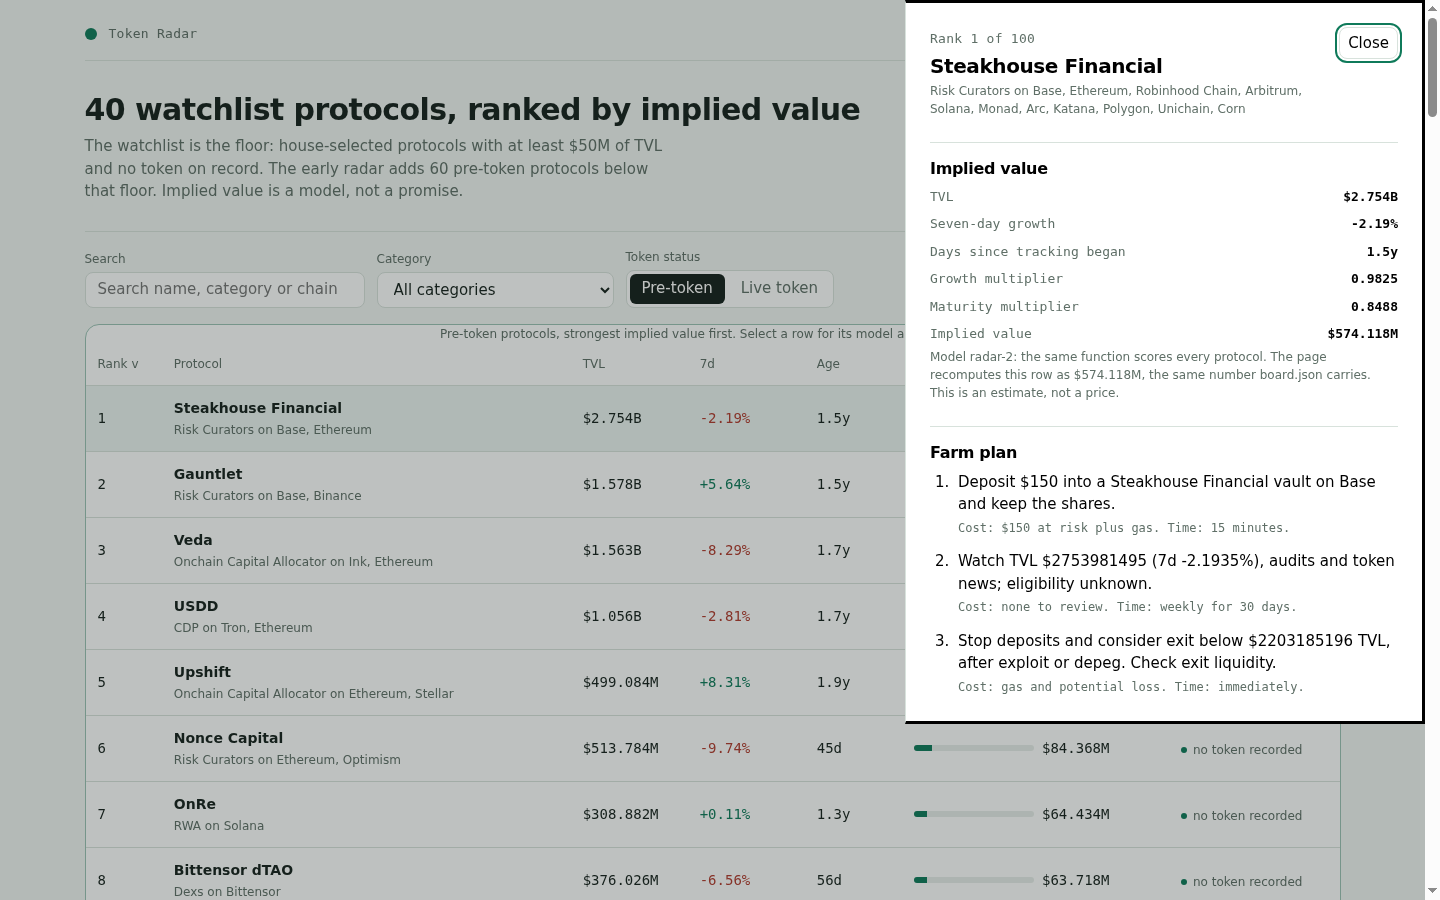 Token Radar
40 watchlist protocols, ranked by implied value
The watchlist is the floor: house-selected protocols with at least $50M of TVL
and no token on record. The early radar adds 60 pre-token protocols below
that floor. Implied value is a model, not a promise.
Search
Category
Token status
Search name, category or chain
All categories
Pre-token
Live token
Pre-token protocols, strongest implied value first. Select a row for its model a
Rank v
Protocol
TVL
7d
Age
1
Steakhouse Financial
Risk Curators on Base, Ethereum
$2.754B
-2.19%
1.5y
2
Gauntlet
Risk Curators on Base, Binance
$1.578B
+5.64%
1.5y
3
Veda
Onchain Capital Allocator on Ink, Ethereum
$1.563B
-8.29%
1.7y
4
USDD
CDP on Tron, Ethereum
$1.056B
-2.81%
1.7y
5
Upshift
Onchain Capital Allocator on Ethereum, Stellar
$499.084M
+8.31%
1.9y
6
Nonce Capital
Risk Curators on Ethereum, Optimism
$513.784M
-9.74%
45d
$84.368M
no token recorded
7
OnRe
RWA on Solana
$308.882M
+0.11%
1.3y
$64.434M
no token recorded
8
Bittensor dTAO
Dexs on Bittensor
$376.026M
-6.56%
56d
$63.718M
no token recorded
Rank 1 of 100
Close
Steakhouse Financial
Risk Curators on Base, Ethereum, Robinhood Chain, Arbitrum,
Solana, Monad, Arc, Katana, Polygon, Unichain, Corn
Implied value
TVL
$2.754B
Seven-day growth
-2.19%
Days since tracking began
1.5y
Growth multiplier
0.9825
Maturity multiplier
0.8488
Implied value
$574.118M
Model radar-2: the same function scores every protocol. The page
recomputes this row as $574.118M, the same number board.json carries.
This is an estimate, not a price.
Farm plan
1. Deposit $150 into a Steakhouse Financial vault on Base
and keep the shares.
Cost: $150 at risk plus gas. Time: 15 minutes.
2. Watch TVL $2753981495 (7d -2.1935%), audits and token
news; eligibility unknown.
Cost: none to review. Time: weekly for 30 days.
3. Stop deposits and consider exit below $2203185196 TVL,
after exploit or depeg. Check exit liquidity.
Cost: gas and potential loss. Time: immediately.